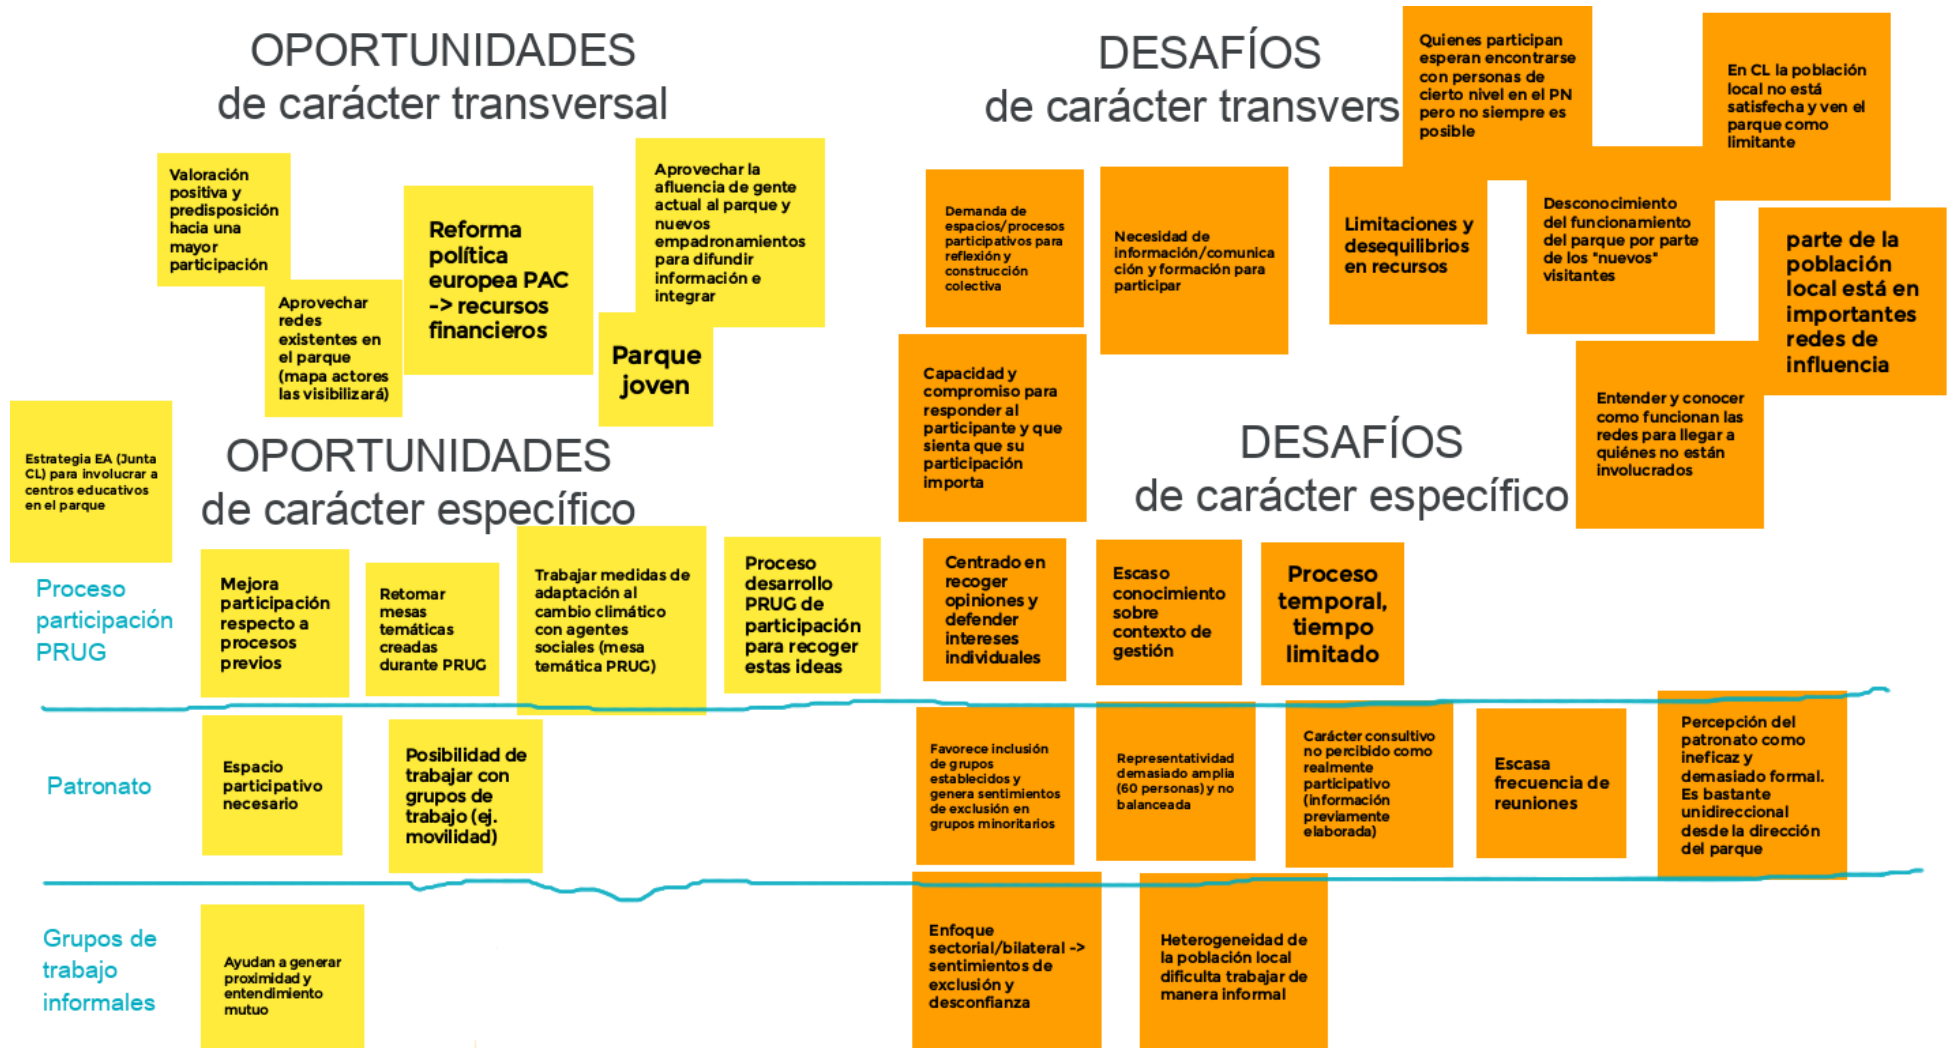 OPORTUNIDADES
de carácter transversal
Valoración
positiva y
predisposición
hacia una
mayor
participación
Aprovechar
redes
existentes en
el parque
(mapa actores
las visibilizará)
Reforma
política
europea PAC
-> recursos
financieros
Aprovechar la
afluencia de gente
actual al parque y
nuevos
empadronamientos
para difundir
información e
integrar
Parque
joven
DESAFÍOS
de carácter transvers
Demanda de
espacios/procesos
participativos para
reflexión y
construcción
colectiva
Necesidad de
información/comunica
ción y formación para
participar
Limitaciones y
desequilibrios
en recursos
Quienes participan
esperan encontrarse
con personas de
cierto nivel en el PN
pero no siempre es
posible
Desconocimiento
del funcionamiento
del parque por parte
de los "nuevos"
visitantes
En CL la población
local no está
satisfecha y ven el
parque como
limitante
parte de la
población
local está en
importantes
redes de
influencia
Capacidad y
compromiso para
responder al
participante y que
sienta que su
participación
importa
Entender y conocer
como funcionan las
redes para llegar a
quiénes no están
involucrados
Estrategia EA (Junta
CL) para involucrar a
centros educativos
en el parque
OPORTUNIDADES
de carácter específico
DESAFÍOS
de carácter específico
Proceso
participación
PRUG
Mejora
participación
respecto a
procesos
previos
Retomar
mesas
temáticas
creadas
durante PRUG
Trabajar medidas de
adaptación al
cambio climático
con agentes
sociales (mesa
temática PRUG)
Proceso
desarrollo
PRUG de
participación
para recoger
estas ideas
Centrado en
recoger
opiniones y
defender
intereses
individuales
Escaso
conocimiento
sobre
contexto de
gestión
Proceso
temporal,
tiempo
limitado
Patronato
Espacio
participativo
necesario
Posibilidad de
trabajar con
grupos de
trabajo (ej.
movilidad)
Favorece inclusión
de grupos
establecidos y
genera sentimientos
de exclusión en
grupos minoritarios
Representatividad
demasiado amplia
(60 personas) y no
balanceada
Carácter consultivo
no percibido como
realmente
participativo
(información
previamente
elaborada)
Escasa
frecuencia de
reuniones
Percepción del
patronato como
ineficaz y
demasiado formal.
Es bastante
unidireccional
desde la dirección
del parque
Grupos de
trabajo
informales
Ayudan a generar
proximidad y
entendimiento
mutuo
Enfoque
sectorial/bilateral ->
sentimientos de
exclusión y
desconfianza
Heterogeneidad de
la población local
dificulta trabajar de
manera informal